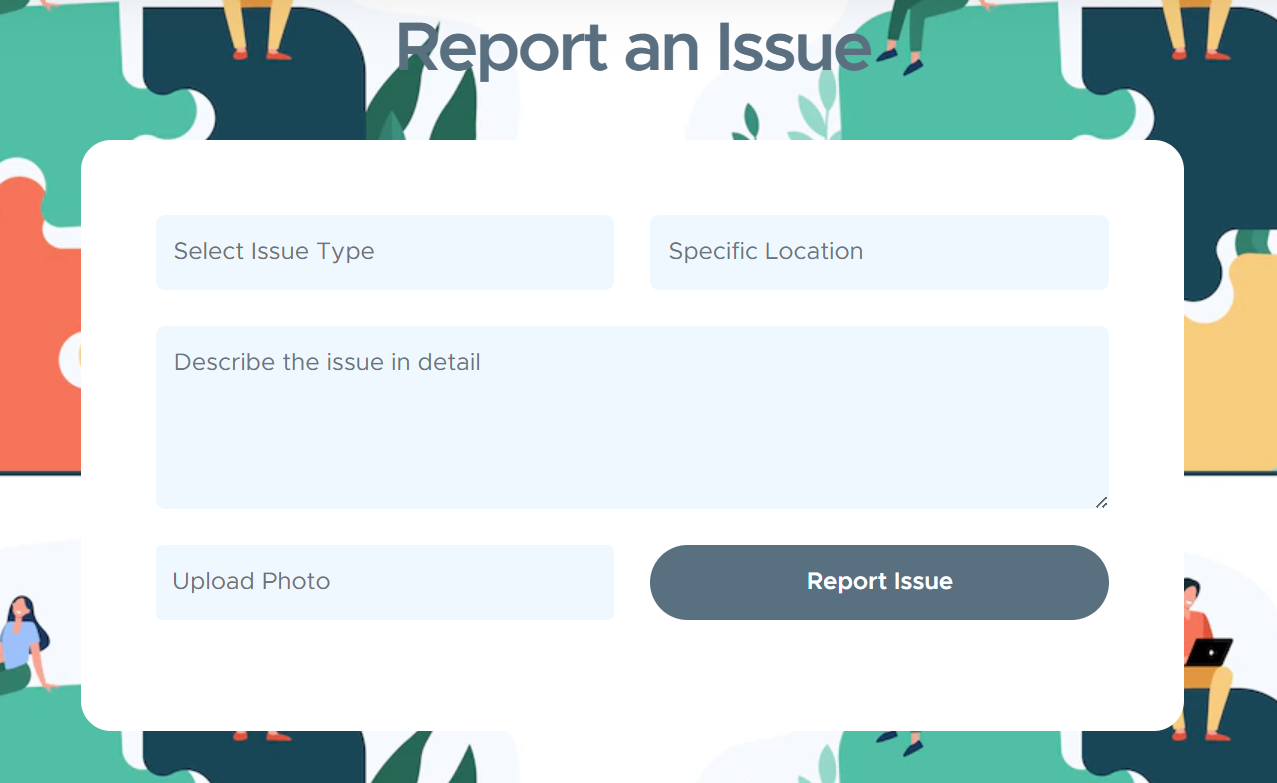 Report an Issue
Select Issue Type
Specific Location
Describe the issue in detail
Upload Photo
Report Issue